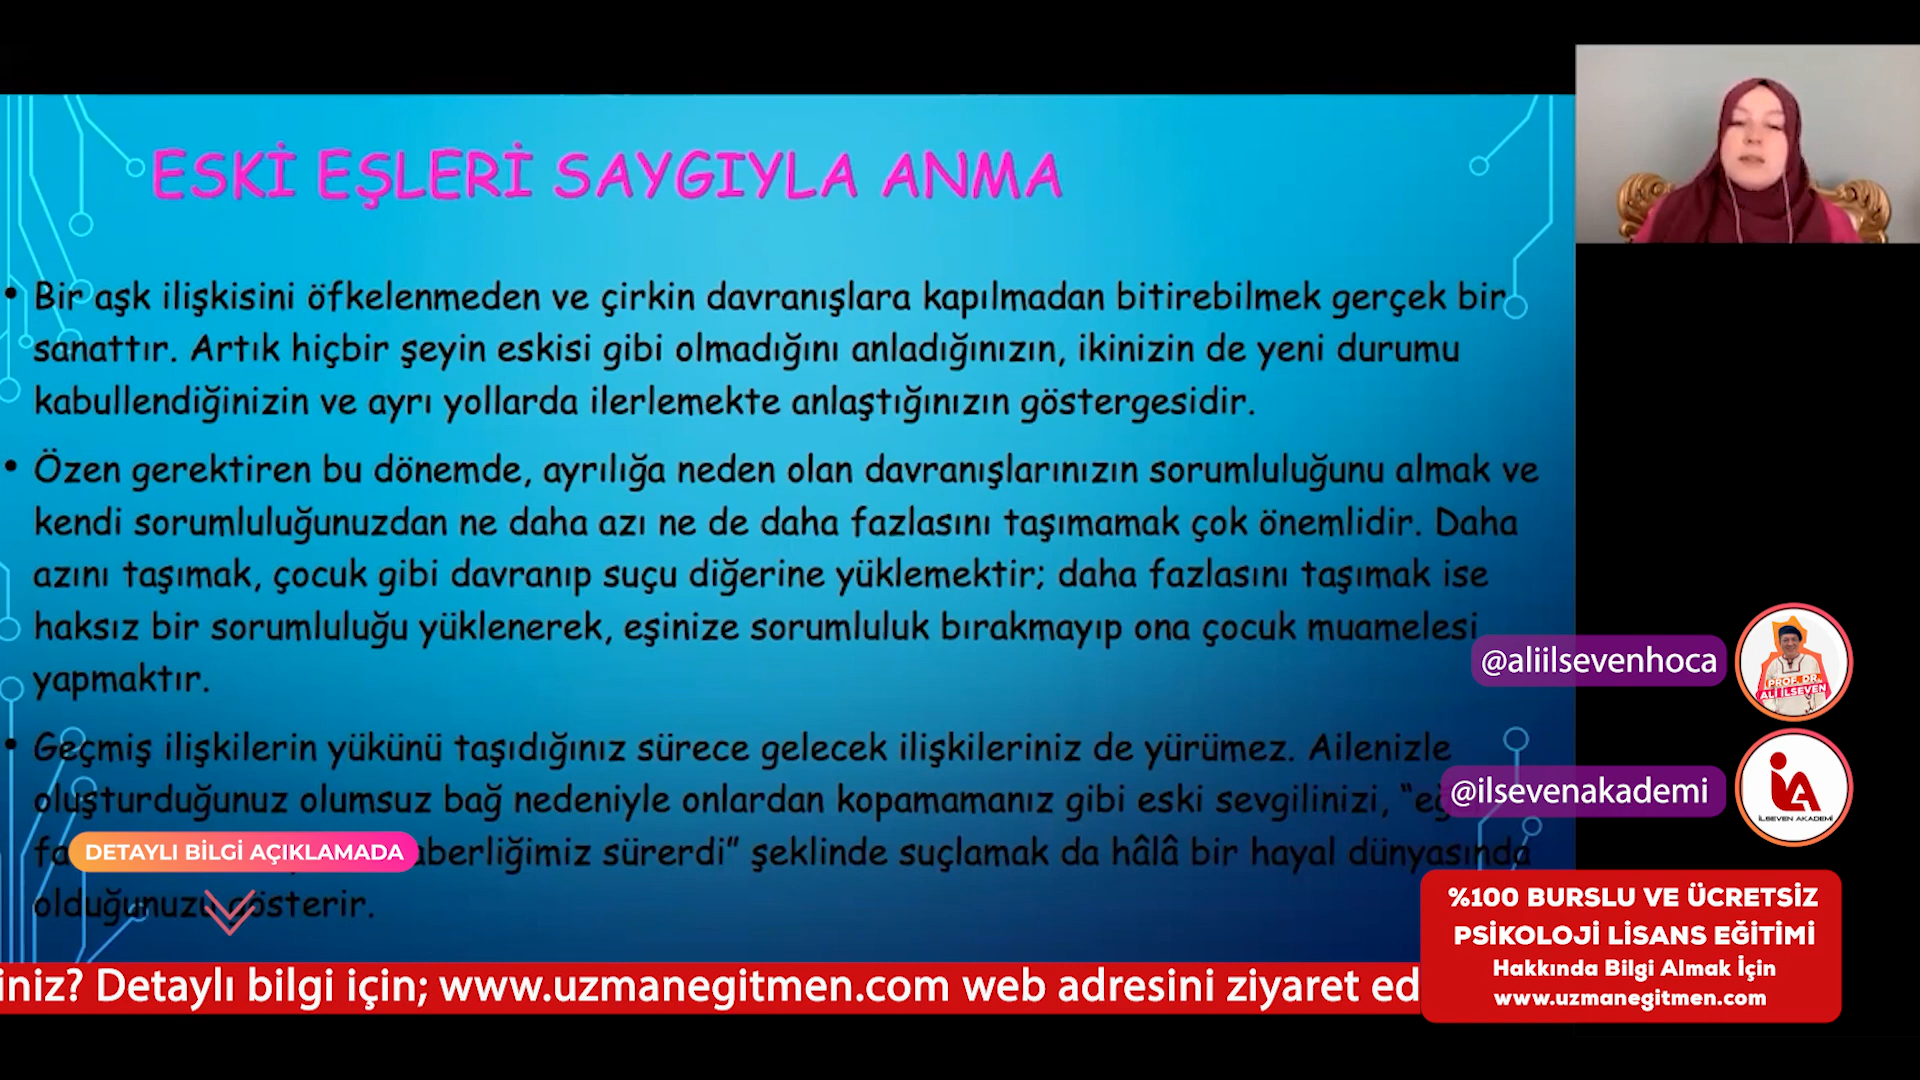 ESKİ EŞLERİ SAYGIYLA ANMA
• Bir aşk ilişkisini öfkelenmeden ve çirkin davranışlara kapılmadan bitirebilmek gerçek bir
sanattır. Artık hiçbir şeyin eskisi gibi olmadığını anladığınızın, ikinizin de yeni durumu
kabullendiğinizin ve ayrı yollarda ilerlemekte anlaştığınızın göstergesidir.
• Özen gerektiren bu dönemde, ayrılığa neden olan davranışlarınızın sorumluluğunu almak ve
kendi sorumluluğunuzdan ne daha azı ne de daha fazlasını taşımamak çok önemlidir. Daha
azını taşımak, çocuk gibi davranıp suçu diğerine yüklemektir; daha fazlasını taşımak ise
haksız bir sorumluluğu yüklenerek, eşinize sorumluluk bırakmayıp ona çocuk muamelesi
yapmaktır.
• Geçmiş ilişkilerin yükünü taşıdığınız sürece gelecek ilişkileriniz de yürümez. Ailenizle
oluşturduğunuz olumsuz bağ nedeniyle onlardan kopamamanız gibi eski sevgilinizi,
aberliğimiz sürerdi” şeklinde suçlamak da hâlâ bir hayal dünyasında
olduğunuzu gösterir.
@aliilsevenhoca
PROF. DR.
ALİ İLSEVEN
@ilsevenakademi
İA
İLSEVEN AKADEMİ
DETAYLI BİLGİ AÇIKLAMADA
%100 BURSLU VE ÜCRETSİZ
PSİKOLOJİ LİSANS EĞİTİMİ
Hakkında Bilgi Almak İçin
www.uzmanegitmen.com
iniz? Detaylı bilgi için; www.uzmanegitmen.com web adresini ziyaret ed